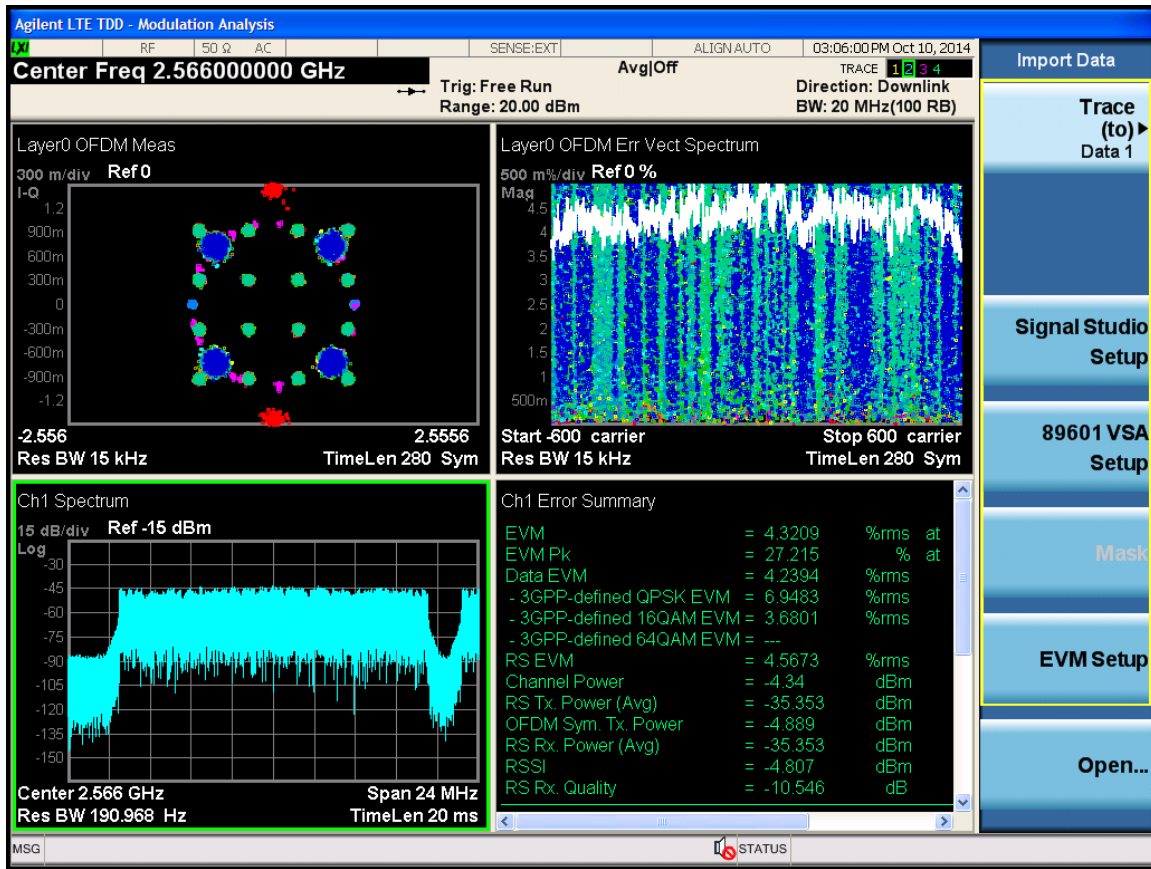 Agilent LTE TDD - Modulation Analysis
LXI RF 50 Ω AC SENSE:EXT ALIGN AUTO 03:06:00 PM Oct 10, 2014
Center Freq 2.566000000 GHz
Avg|Off
TRACE 1 2 3 4
Trig: Free Run
Direction: Downlink
Range: 20.00 dBm
BW: 20 MHz(100 RB)
Layer0 OFDM Meas
300 m/div Ref 0
I-Q
1.2
900m
600m
300m
0
-300m
-600m
-900m
-1.2
-2.556 2.5556
Res BW 15 kHz TimeLen 280 Sym
Layer0 OFDM Err Vect Spectrum
500 m%/div Ref 0 %
Mag
4.5
4
3.5
3
2.5
2
1.5
1
500m
Start -600 carrier Stop 600 carrier
Res BW 15 kHz TimeLen 280 Sym
Ch1 Spectrum
15 dB/div Ref -15 dBm
Log
-30
-45
-60
-75
-90
-105
-120
-135
-150
Center 2.566 GHz Span 24 MHz
Res BW 190.968 Hz TimeLen 20 ms
Ch1 Error Summary
EVM = 4.3209 %rms at
EVM Pk = 27.215 % at
Data EVM = 4.2394 %rms
- 3GPP-defined QPSK EVM = 6.9483 %rms
- 3GPP-defined 16QAM EVM = 3.6801 %rms
- 3GPP-defined 64QAM EVM = ---
RS EVM = 4.5673 %rms
Channel Power = -4.34 dBm
RS Tx. Power (Avg) = -35.353 dBm
OFDM Sym. Tx. Power = -4.889 dBm
RS Rx. Power (Avg) = -35.353 dBm
RSSI = -4.807 dBm
RS Rx. Quality = -10.546 dB
Import Data
Trace
(to)
Data 1
Signal Studio
Setup
89601 VSA
Setup
Mask
EVM Setup
Open...
MSG STATUS